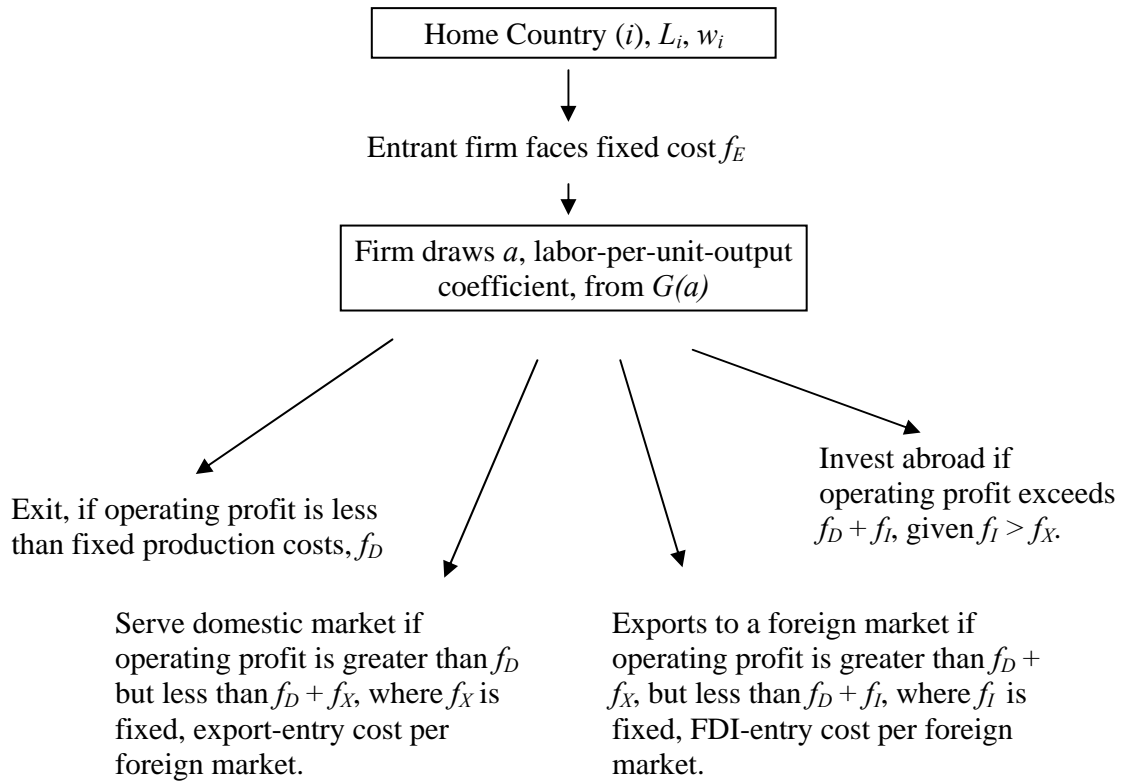 Home Country (i), Li, wi
Entrant firm faces fixed cost fE
Firm draws a, labor-per-unit-output
coefficient, from G(a)
Exit, if operating profit is less
than fixed production costs, fD
Serve domestic market if
operating profit is greater than fD
but less than fD + fX, where fX is
fixed, export-entry cost per
foreign market.
Exports to a foreign market if
operating profit is greater than fD +
fX, but less than fD + fI, where fI is
fixed, FDI-entry cost per foreign
market.
Invest abroad if
operating profit exceeds
fD + fI, given fI > fX.